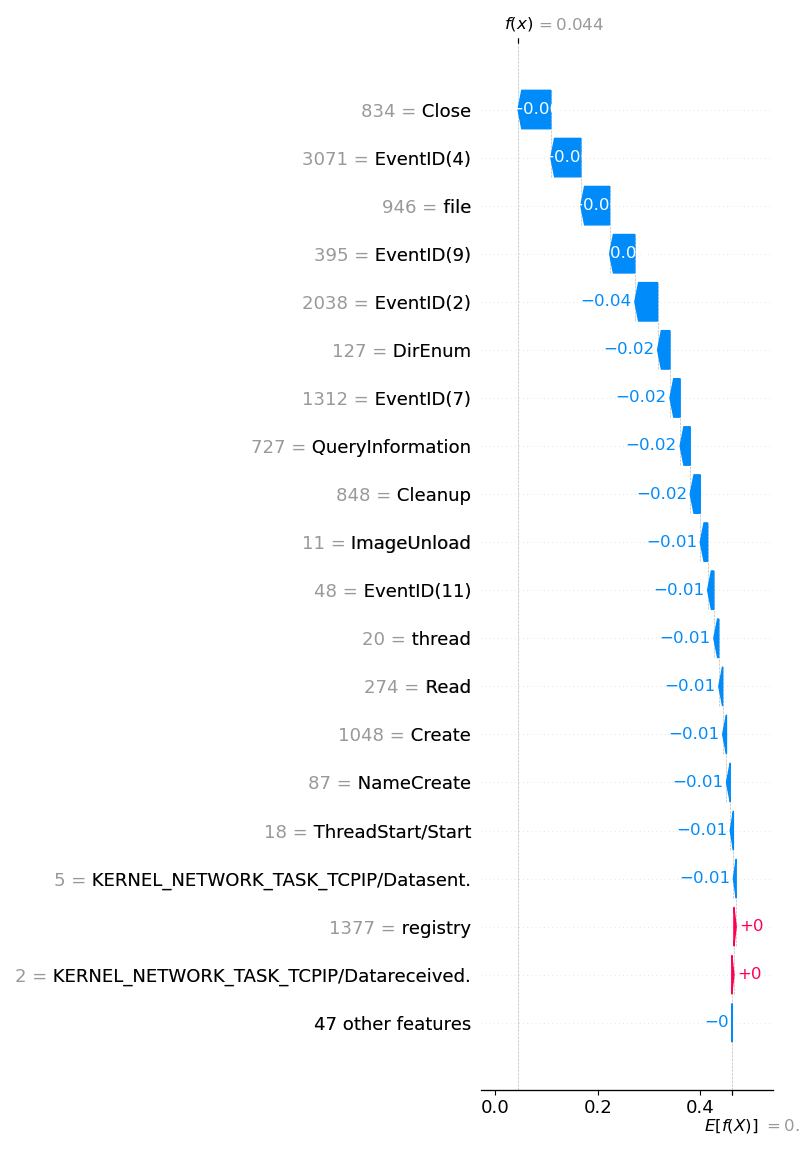 f(x) = 0.044
834 = Close
3071 = EventID(4)
946 = file
395 = EventID(9)
2038 = EventID(2) −0.04
127 = DirEnum −0.02
1312 = EventID(7) −0.02
727 = QueryInformation −0.02
848 = Cleanup −0.02
11 = ImageUnload −0.01
48 = EventID(11) −0.01
20 = thread −0.01
274 = Read −0.01
1048 = Create −0.01
87 = NameCreate −0.01
18 = ThreadStart/Start −0.01
5 = KERNEL_NETWORK_TASK_TCPIP/Datasent. −0.01
1377 = registry +0
2 = KERNEL_NETWORK_TASK_TCPIP/Datareceived. +0
47 other features −0
0.0 0.2 0.4
E[f(X)] = 0.